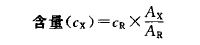 含量(c_X) = c_R × A_X/A_R